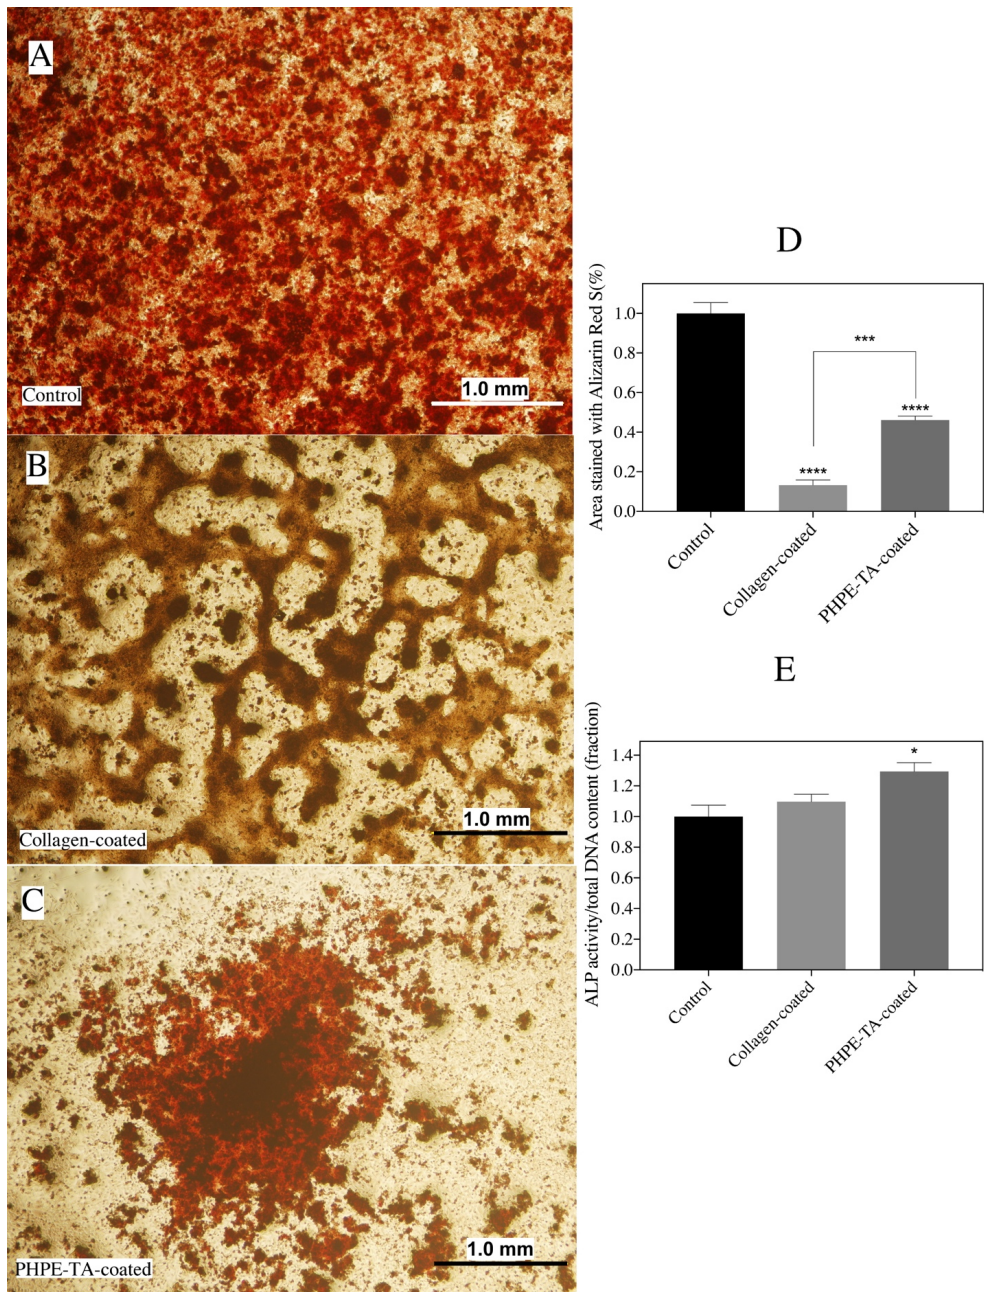 A
Control
1.0 mm
B
Collagen-coated
1.0 mm
C
PHPE-TA-coated
1.0 mm
D
Area stained with Alizarin Red S(%)
1.0
0.8
0.6
0.4
0.2
0.0
***
****
****
Control
Collagen-coated
PHPE-TA-coated
E
ALP activity/total DNA content (fraction)
1.4
1.2
1.0
0.8
0.6
0.4
0.2
0.0
*
Control
Collagen-coated
PHPE-TA-coated